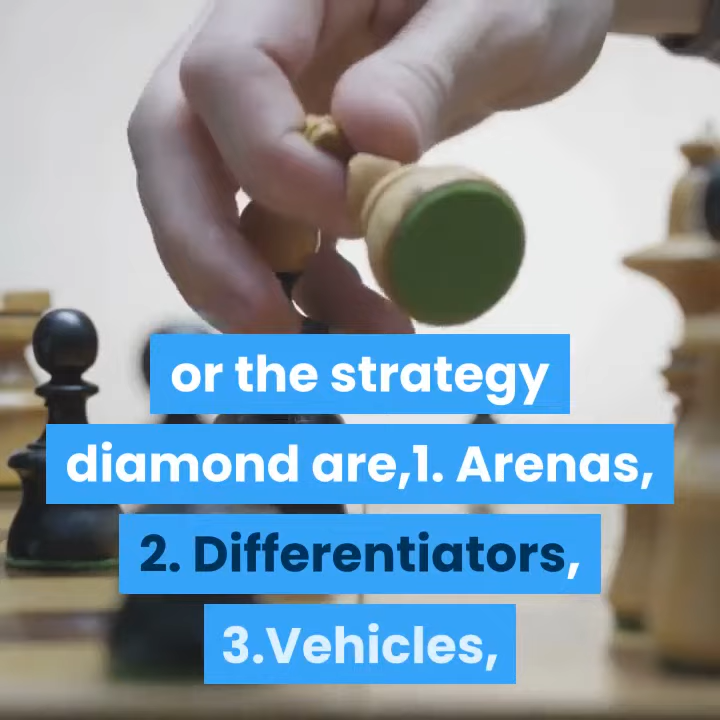 or the strategy
diamond are,1. Arenas,
2. Differentiators,
3.Vehicles,